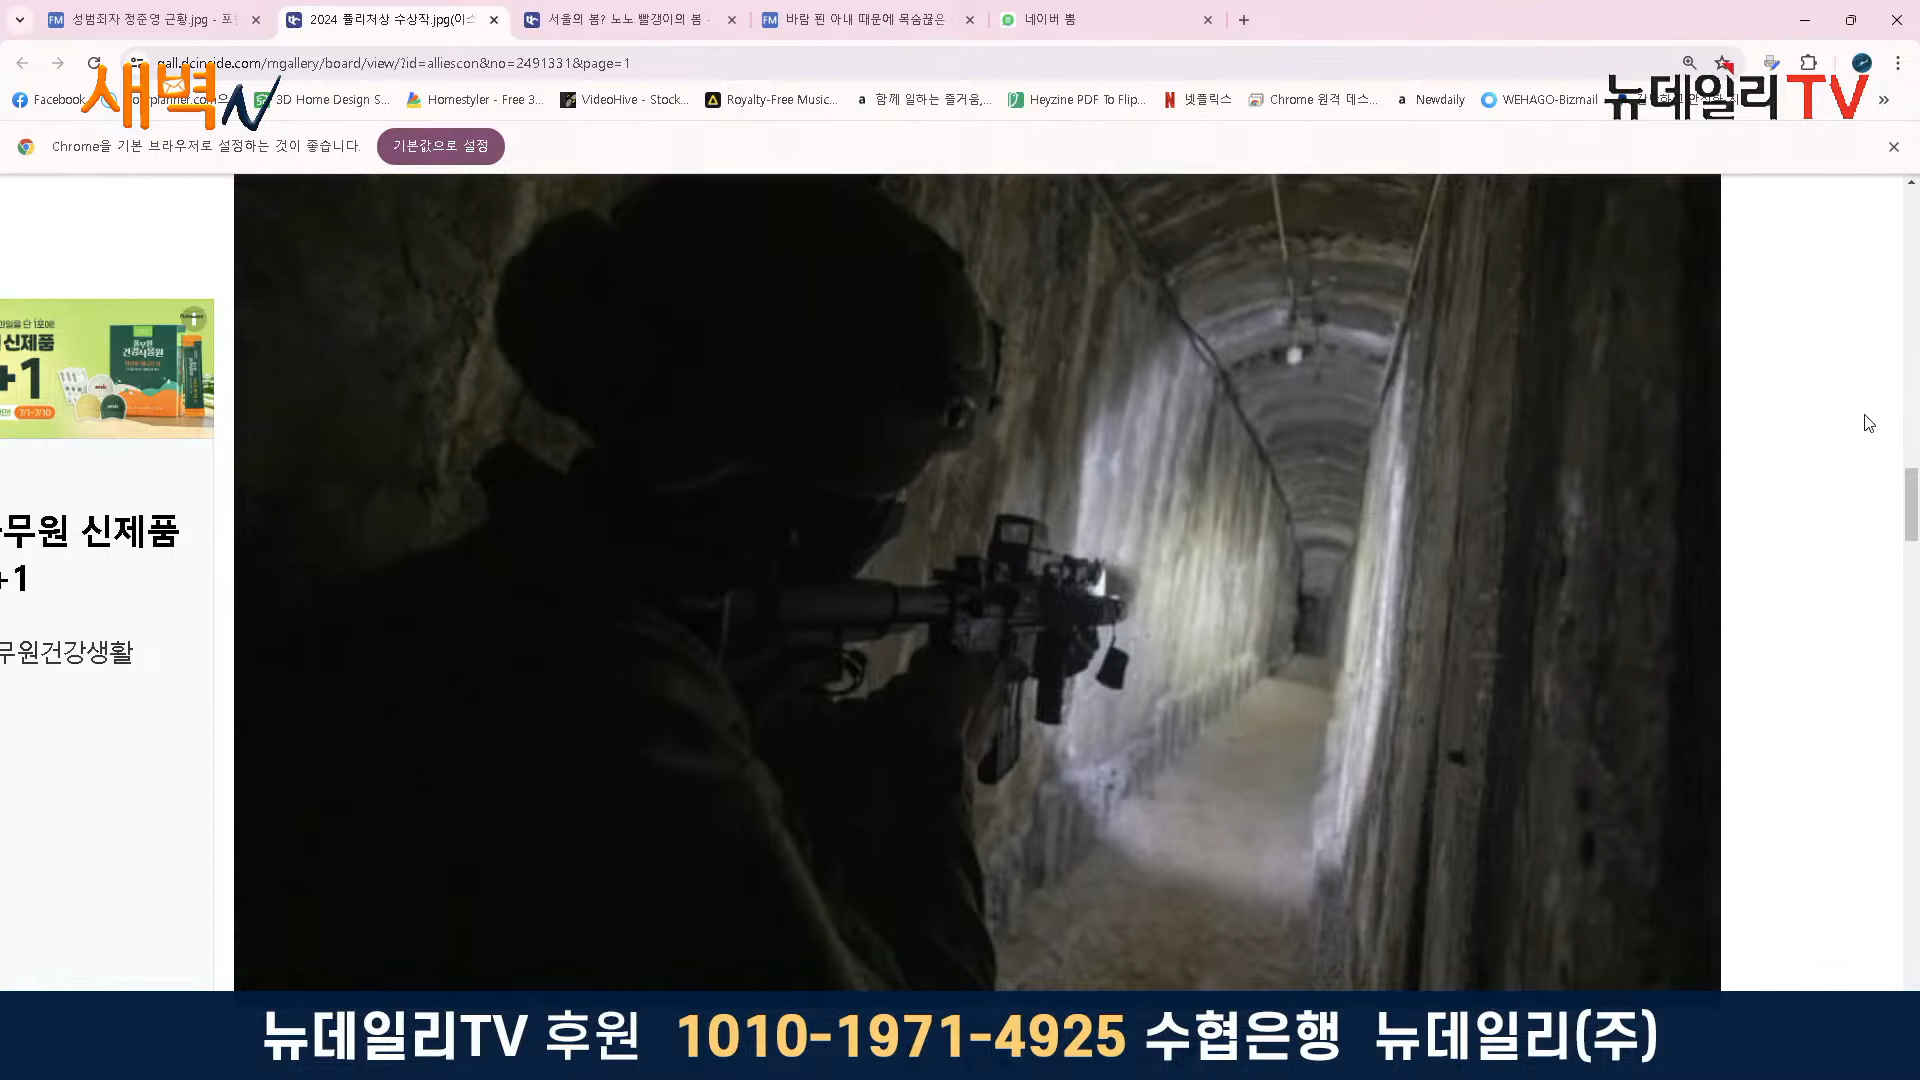 성범죄자 정준영 근황.jpg - 포
2024 퓰리처상 수상작.jpg(이스
서울의 봄? 노노 빨갱이의 봄 -
바람 핀 아내 때문에 목숨끊은
네이버 뿜
gall.dcinside.com/mgallery/board/view/?id=alliescon&no=2491331&page=1
새벽N
뉴데일리TV
Facebook
3D Home Design S...
Homestyler - Free 3...
VideoHive - Stock...
Royalty-Free Music...
함께 일하는 즐거움,...
Heyzine PDF To Flip...
넷플릭스
Chrome 원격 데스...
Newdaily
WEHAGO-Bizmail
Chrome을 기본 브라우저로 설정하는 것이 좋습니다.
기본값으로 설정
신제품
+1
7/1~7/10
무원 신제품
+1
무원건강생활
뉴데일리TV 후원 1010-1971-4925 수협은행 뉴데일리(주)